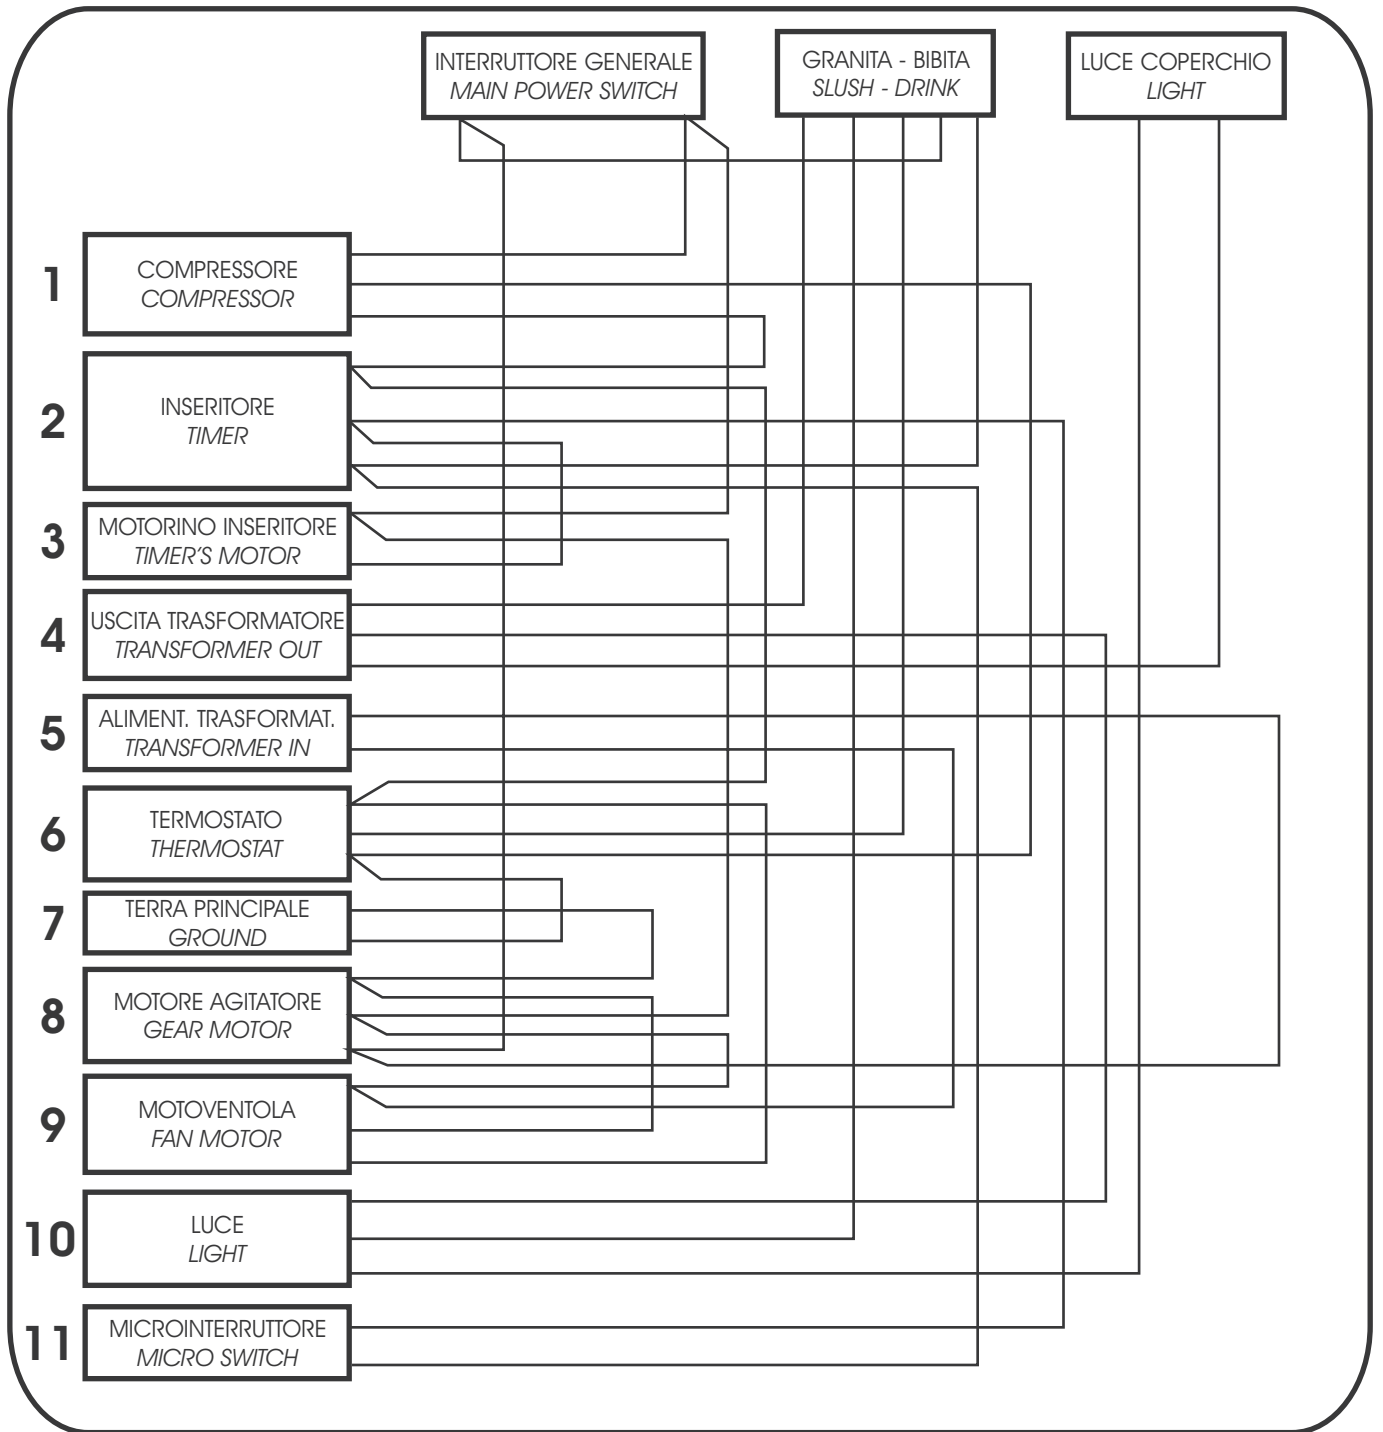 INTERRUTTORE GENERALE
MAIN POWER SWITCH
GRANITA - BIBITA
SLUSH - DRINK
LUCE COPERCHIO
LIGHT
1
COMPRESSORE
COMPRESSOR
2
INSERITORE
TIMER
3
MOTORINO INSERITORE
TIMER'S MOTOR
4
USCITA TRASFORMATORE
TRANSFORMER OUT
5
ALIMENT. TRASFORMAT.
TRANSFORMER IN
6
TERMOSTATO
THERMOSTAT
7
TERRA PRINCIPALE
GROUND
8
MOTORE AGITATORE
GEAR MOTOR
9
MOTOVENTOLA
FAN MOTOR
10
LUCE
LIGHT
11
MICROINTERRUTTORE
MICRO SWITCH